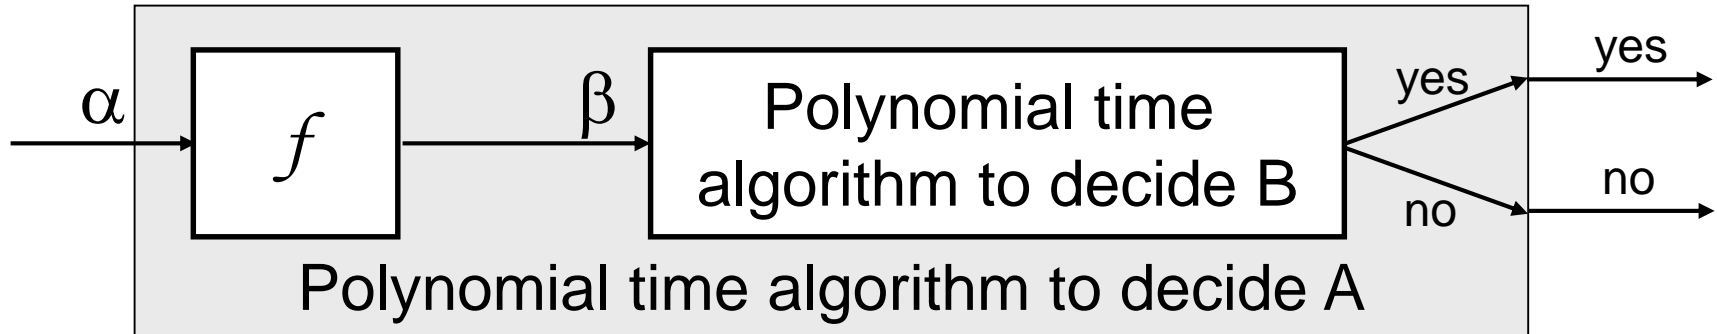 α
f
β
Polynomial time
algorithm to decide B
yes
no
yes
no
Polynomial time algorithm to decide A